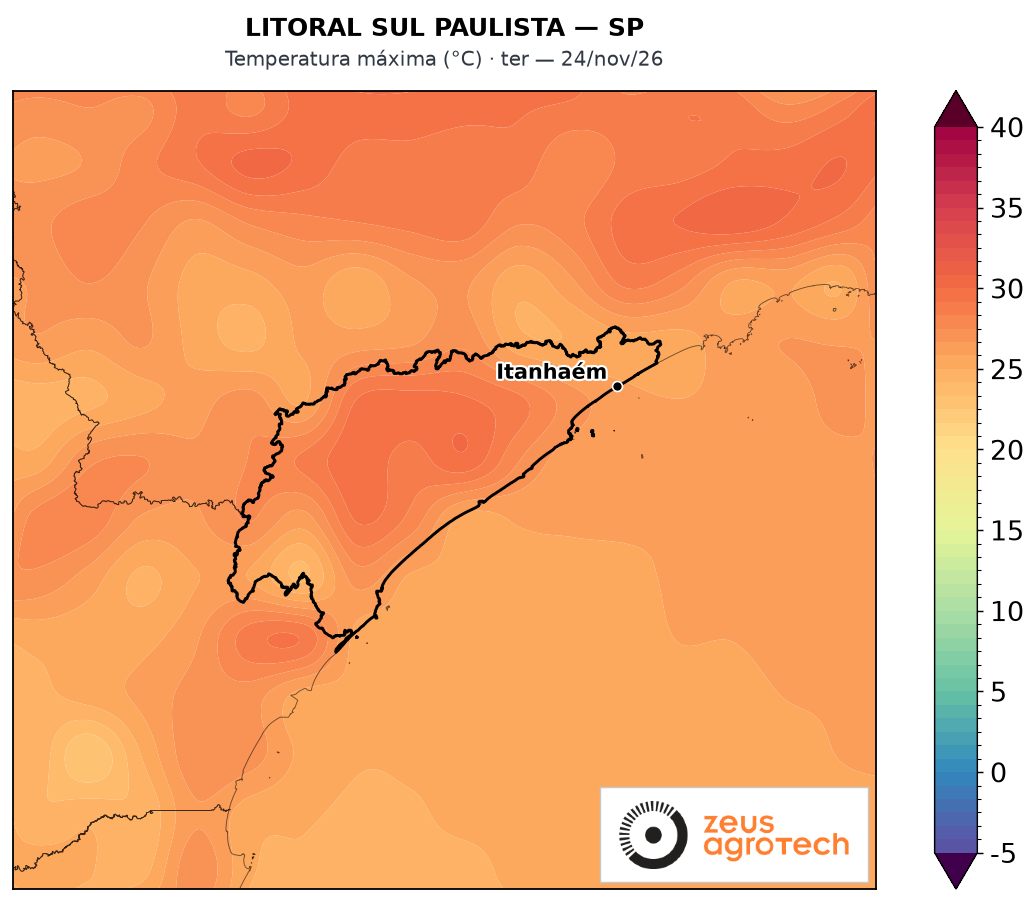 LITORAL SUL PAULISTA — SP
Temperatura máxima (°C) · ter — 24/nov/26
Itanhaém
40
35
30
25
20
15
10
5
0
-5
zeus
agrotech